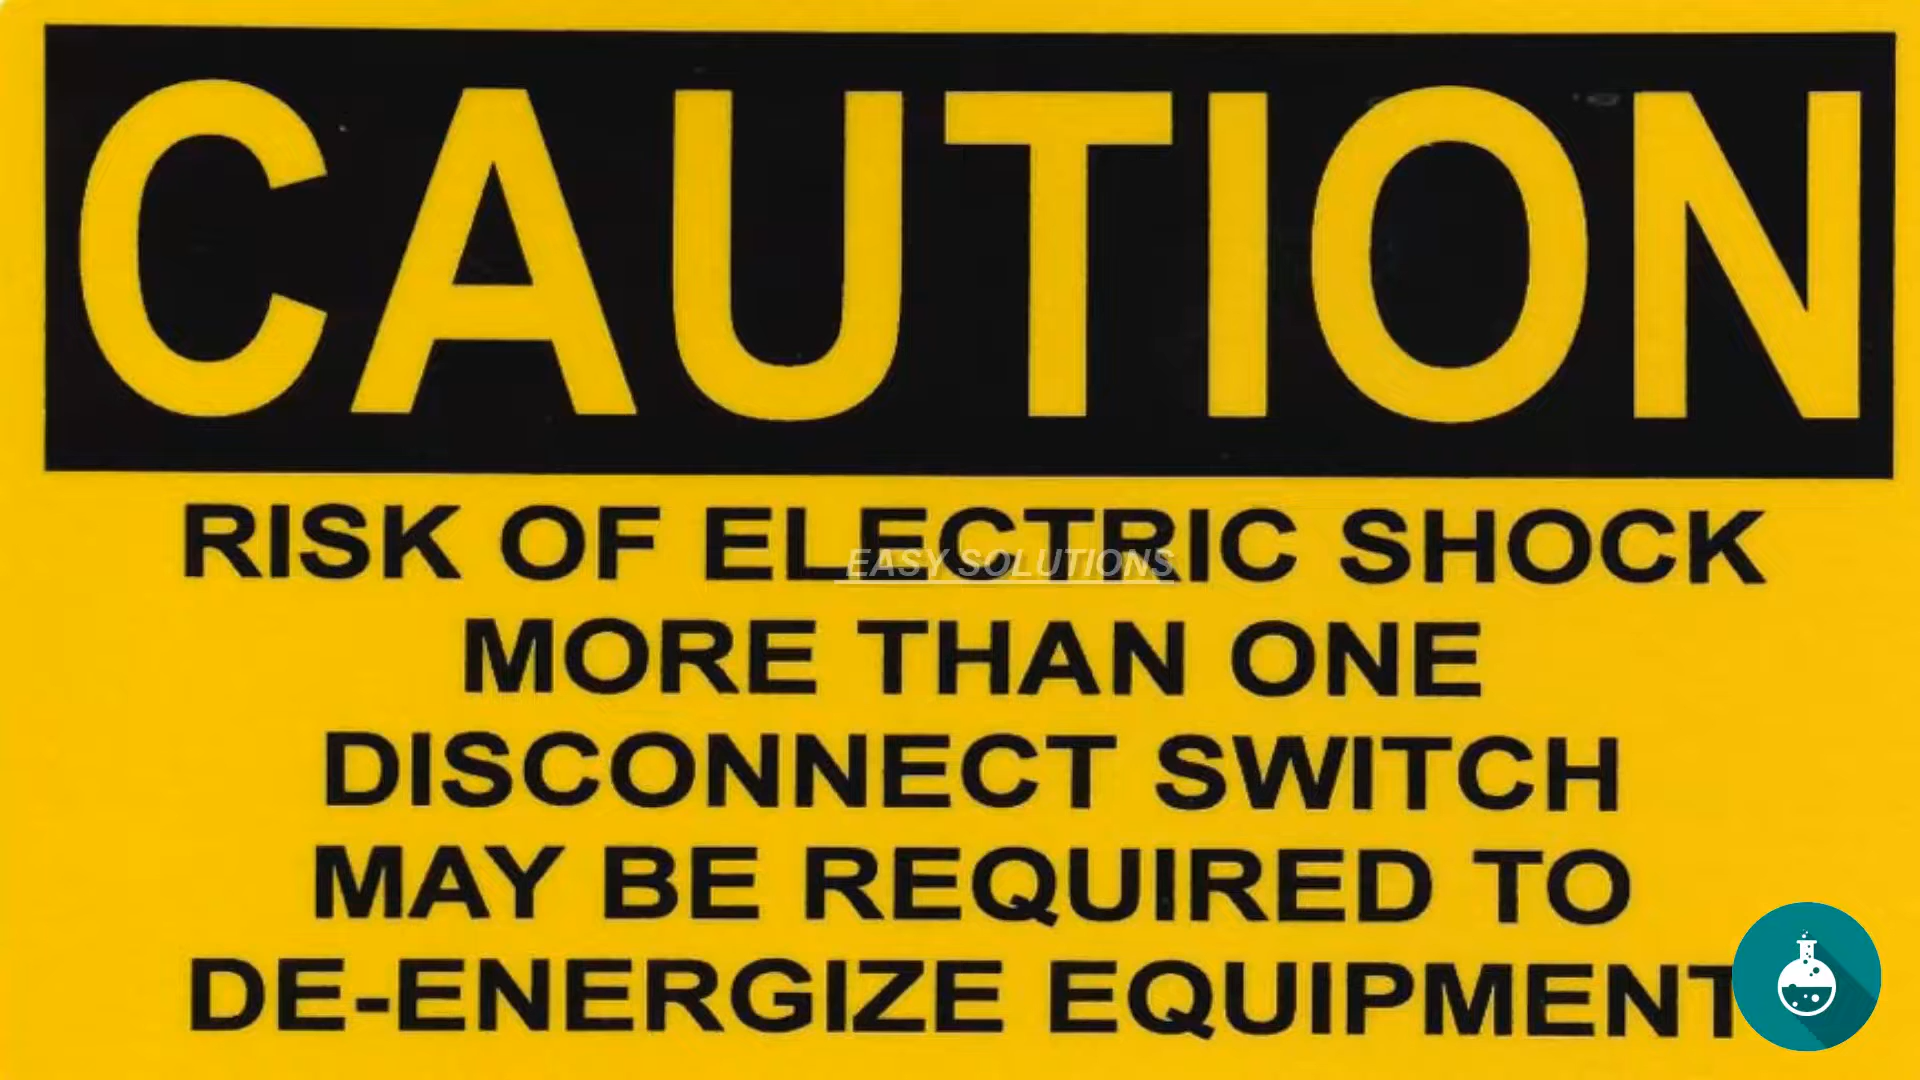 CAUTION
RISK OF ELECTRIC SHOCK
EASY SOLUTIONS
MORE THAN ONE
DISCONNECT SWITCH
MAY BE REQUIRED TO
DE-ENERGIZE EQUIPMENT